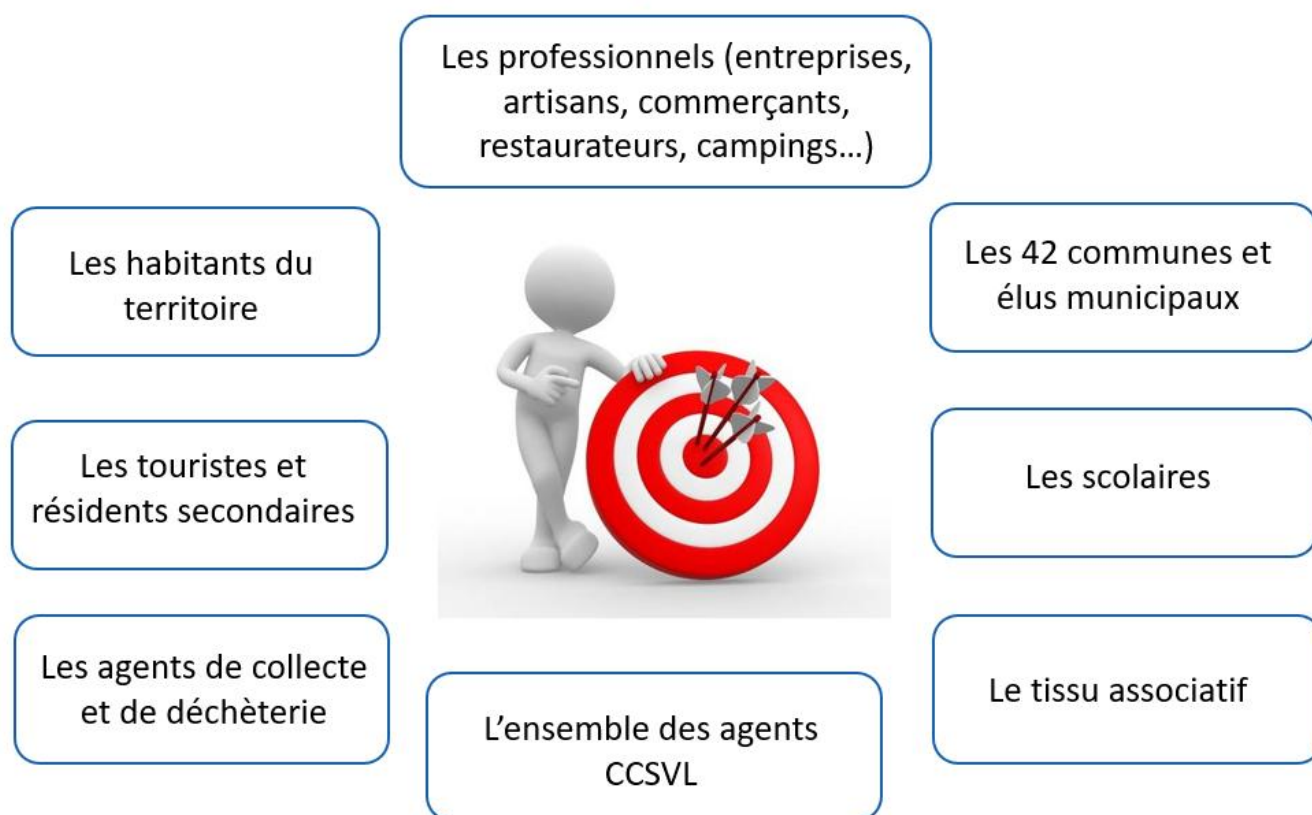 Les professionnels (entreprises,
artisans, commerçants,
restaurateurs, campings…)
Les habitants du
territoire
Les 42 communes et
élus municipaux
Les touristes et
résidents secondaires
Les scolaires
Les agents de collecte
et de déchèterie
L’ensemble des agents
CCSVL
Le tissu associatif